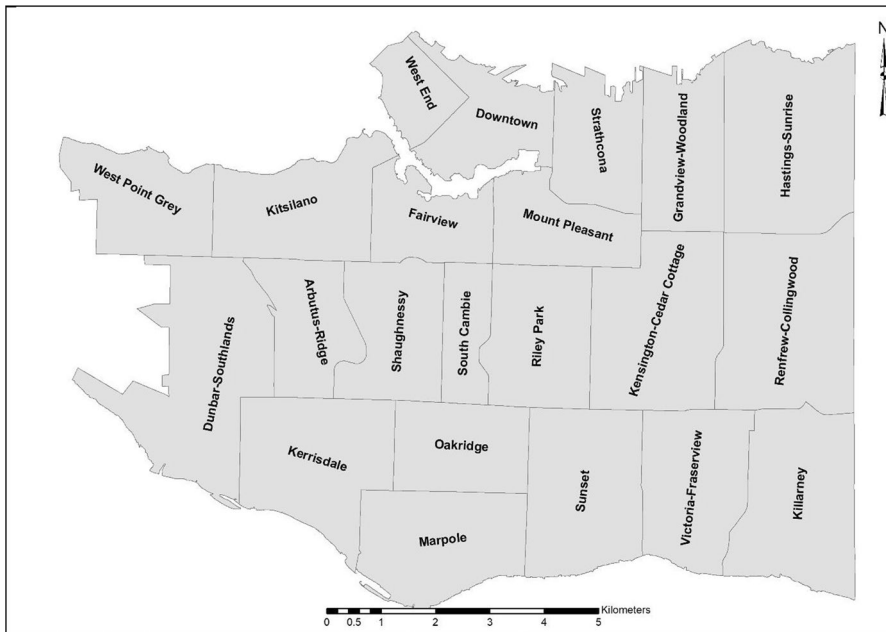 N
West End
Downtown
Strathcona
Grandview-Woodland
Hastings-Sunrise
West Point Grey
Kitsilano
Fairview
Mount Pleasant
Dunbar-Southlands
Arbutus-Ridge
Shaughnessy
South Cambie
Riley Park
Kensington-Cedar Cottage
Renfrew-Collingwood
Kerrisdale
Oakridge
Sunset
Victoria-Fraserview
Killarney
Marpole
Kilometers
0 0.5 1 2 3 4 5